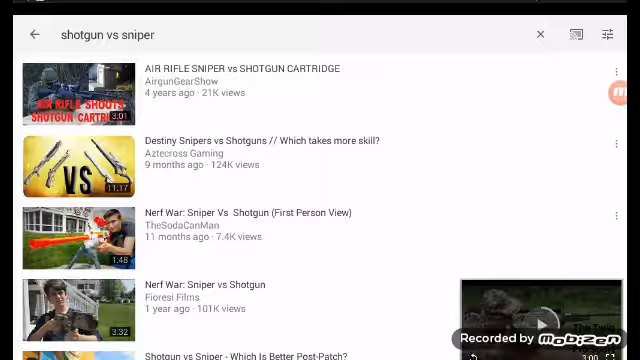 shotgun vs sniper
AIR RIFLE SNIPER vs SHOTGUN CARTRIDGE
AirgunGearShow
4 years ago · 21K views
AIR RIFLE SHOOTS
SHOTGUN CARTRI
3:01
Destiny Snipers vs Shotguns // Which takes more skill?
Aztecross Gaming
9 months ago · 124K views
VS
11:17
Nerf War: Sniper Vs Shotgun (First Person View)
TheSodaCanMan
11 months ago · 7.4K views
1:48
Nerf War: Sniper vs Shotgun
Fioresi Films
1 year ago · 101K views
3:32
Shotgun vs Sniper - Which Is Better Post-Patch?
Recorded by mobizen
3:00